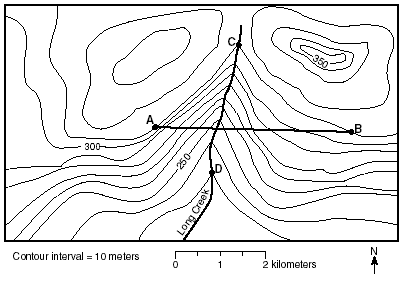 C
350
A
B
300
250
D
Long Creek
Contour interval = 10 meters
0 1 2 kilometers
N